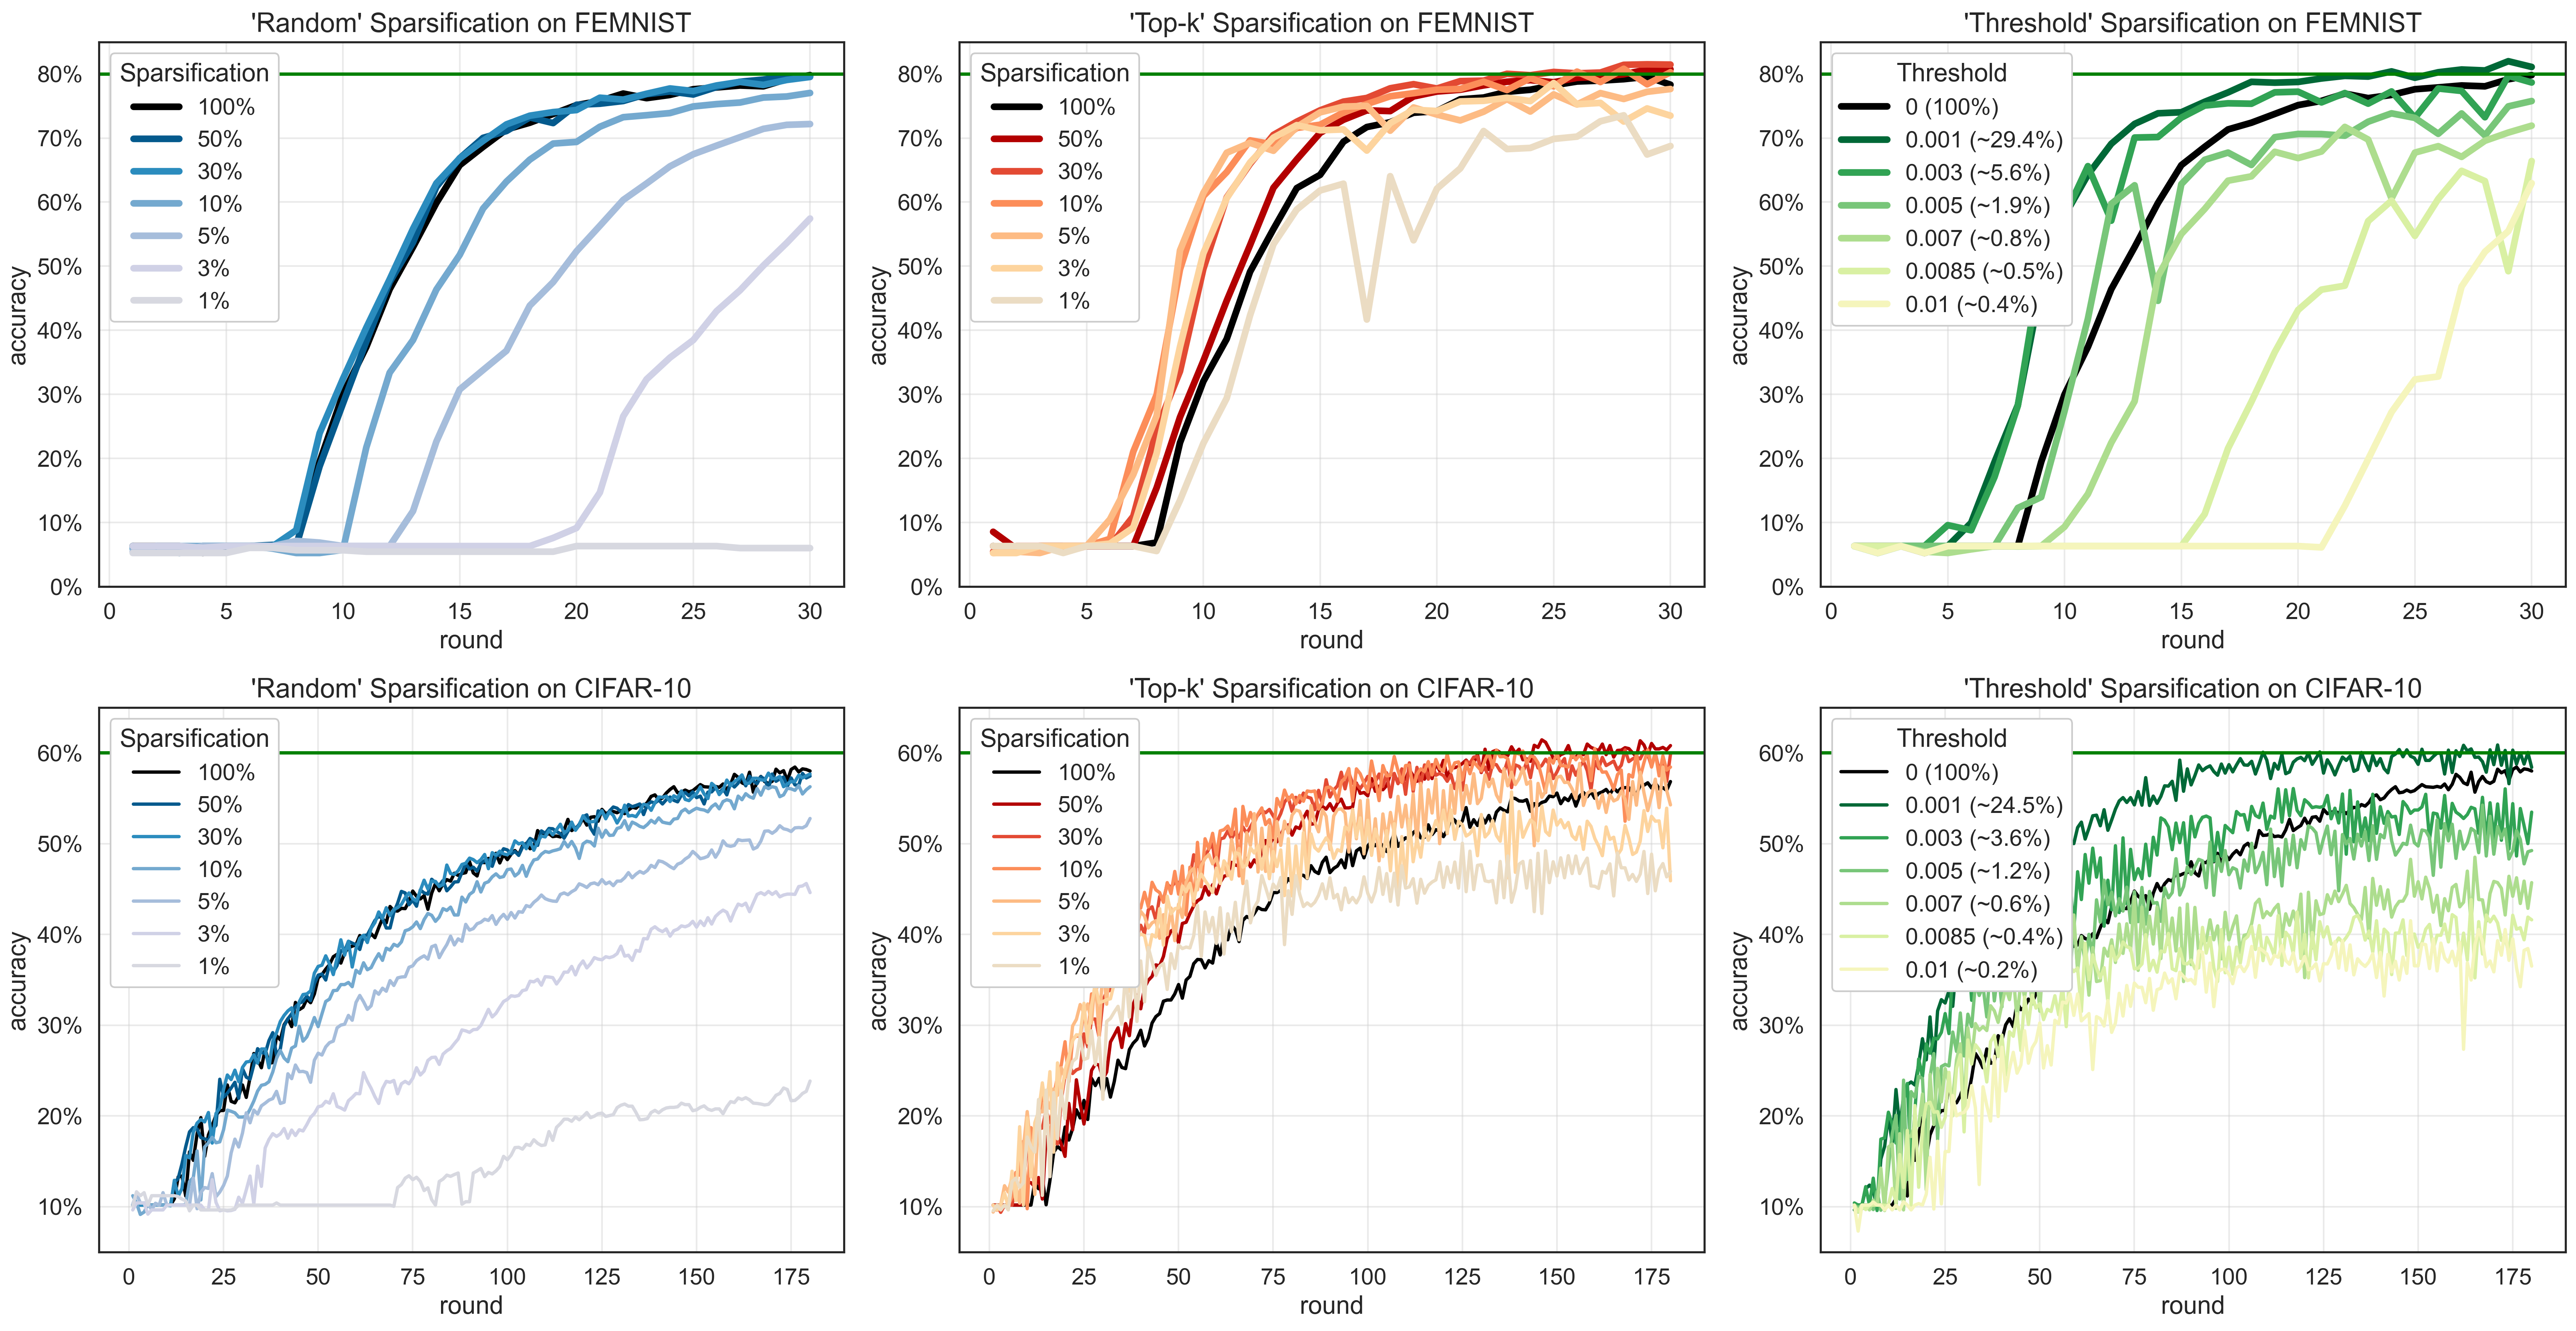 'Random' Sparsification on FEMNIST
accuracy
80%
70%
60%
50%
40%
30%
20%
10%
0%
Sparsification
100%
50%
30%
10%
5%
3%
1%
0 5 10 15 20 25 30
round
'Top-k' Sparsification on FEMNIST
accuracy
80%
70%
60%
50%
40%
30%
20%
10%
0%
Sparsification
100%
50%
30%
10%
5%
3%
1%
0 5 10 15 20 25 30
round
'Threshold' Sparsification on FEMNIST
accuracy
80%
70%
60%
50%
40%
30%
20%
10%
0%
Threshold
0 (100%)
0.001 (~29.4%)
0.003 (~5.6%)
0.005 (~1.9%)
0.007 (~0.8%)
0.0085 (~0.5%)
0.01 (~0.4%)
0 5 10 15 20 25 30
round
'Random' Sparsification on CIFAR-10
accuracy
60%
50%
40%
30%
20%
10%
Sparsification
100%
50%
30%
10%
5%
3%
1%
0 25 50 75 100 125 150 175
round
'Top-k' Sparsification on CIFAR-10
accuracy
60%
50%
40%
30%
20%
10%
Sparsification
100%
50%
30%
10%
5%
3%
1%
0 25 50 75 100 125 150 175
round
'Threshold' Sparsification on CIFAR-10
accuracy
60%
50%
40%
30%
20%
10%
Threshold
0 (100%)
0.001 (~24.5%)
0.003 (~3.6%)
0.005 (~1.2%)
0.007 (~0.6%)
0.0085 (~0.4%)
0.01 (~0.2%)
0 25 50 75 100 125 150 175
round